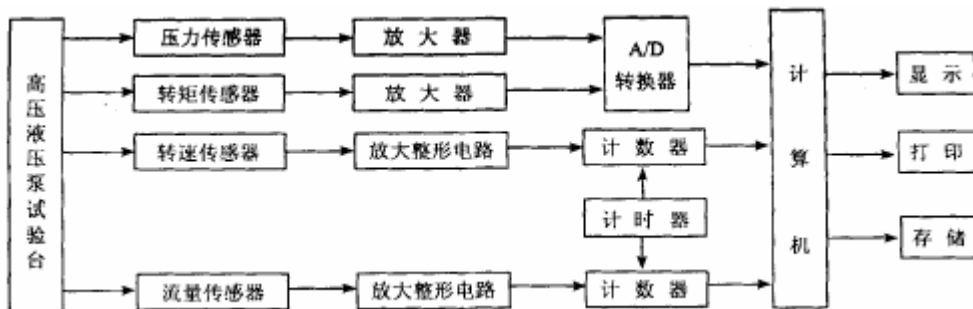 高压液压泵试验台
压力传感器
放大器
A/D
转换器
转矩传感器
放大器
转速传感器
放大整形电路
计数器
计时器
流量传感器
放大整形电路
计数器
计算机
显示
打印
存储